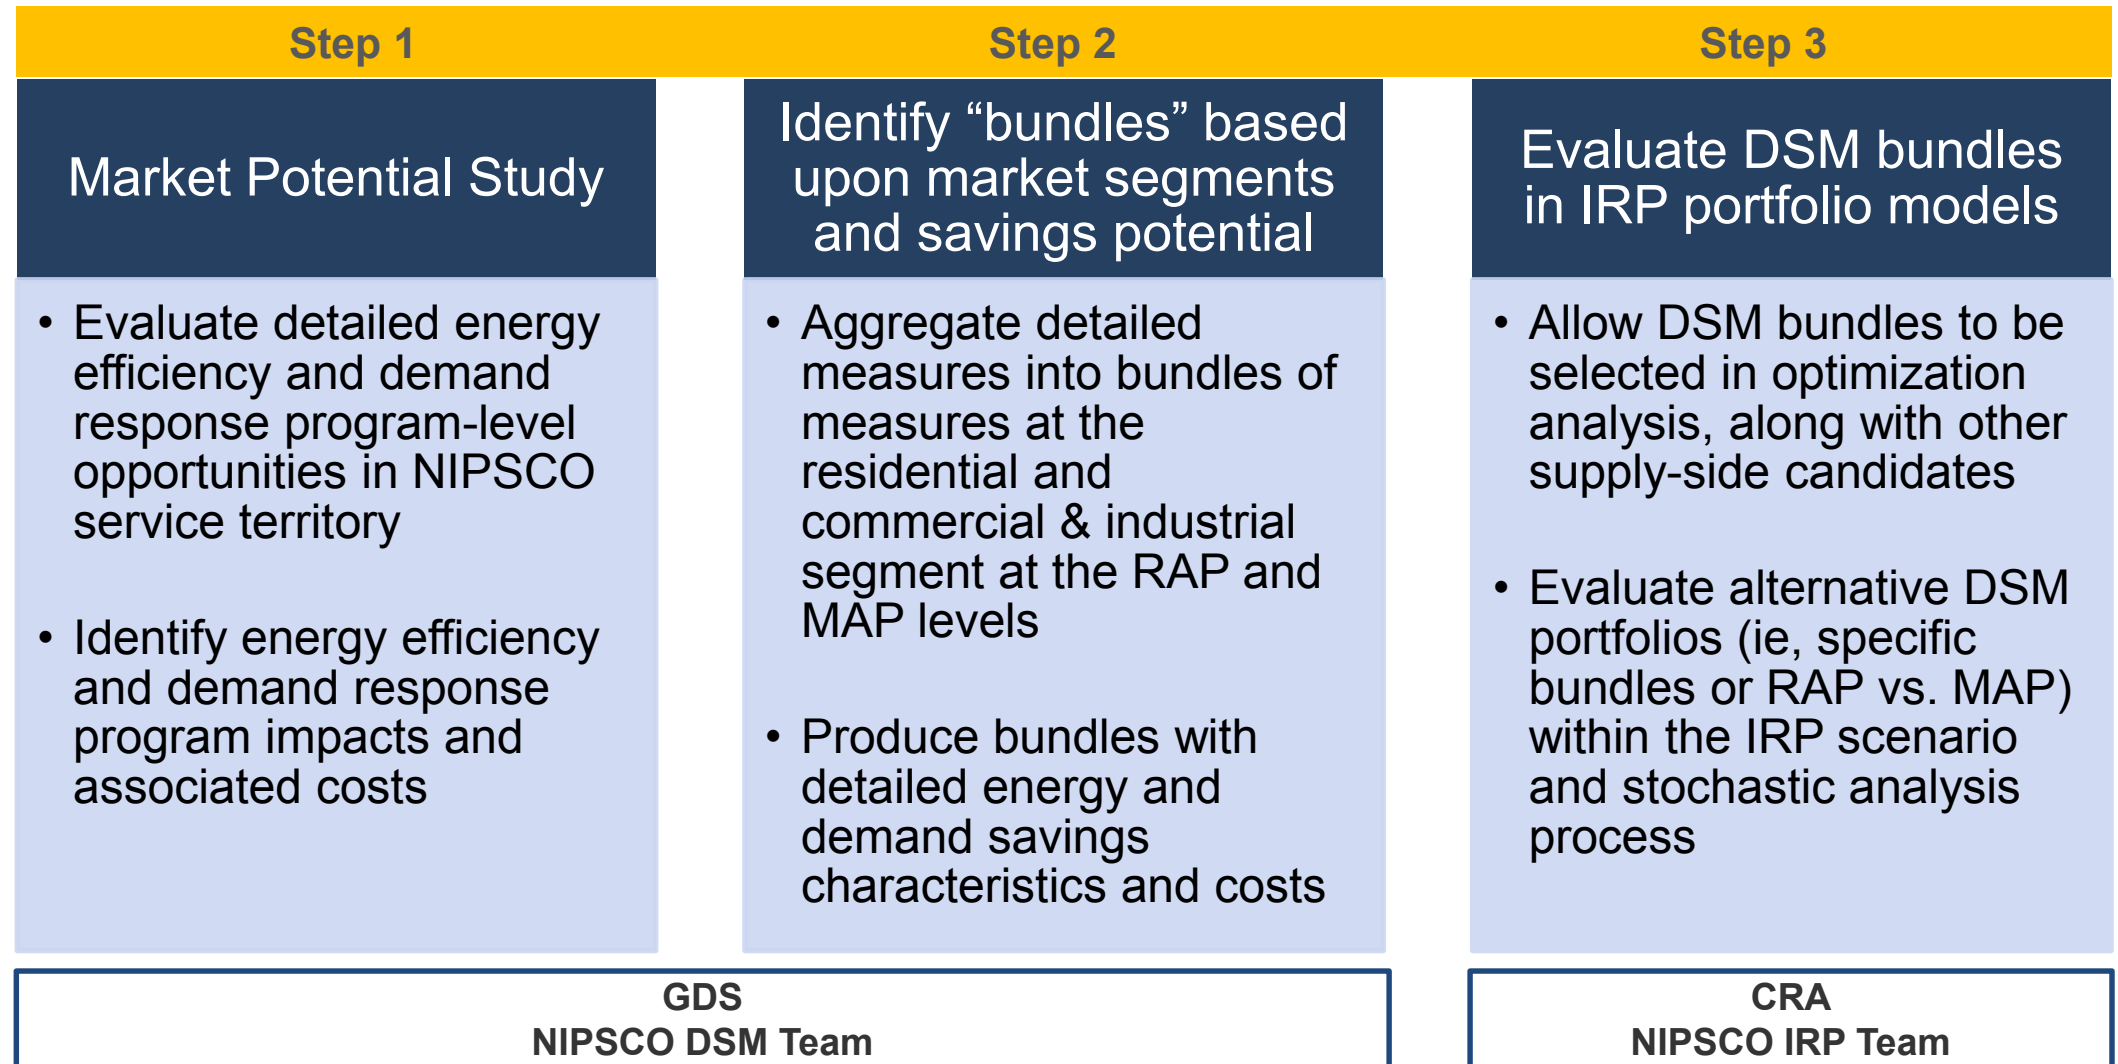 Step 1
Step 2
Step 3
Market Potential Study
Identify “bundles” based
upon market segments
and savings potential
Evaluate DSM bundles
in IRP portfolio models
• Evaluate detailed energy
efficiency and demand
response program-level
opportunities in NIPSCO
service territory
• Identify energy efficiency
and demand response
program impacts and
associated costs
• Aggregate detailed
measures into bundles of
measures at the
residential and
commercial & industrial
segment at the RAP and
MAP levels
• Produce bundles with
detailed energy and
demand savings
characteristics and costs
• Allow DSM bundles to be
selected in optimization
analysis, along with other
supply-side candidates
• Evaluate alternative DSM
portfolios (ie, specific
bundles or RAP vs. MAP)
within the IRP scenario
and stochastic analysis
process
GDS
NIPSCO DSM Team
CRA
NIPSCO IRP Team